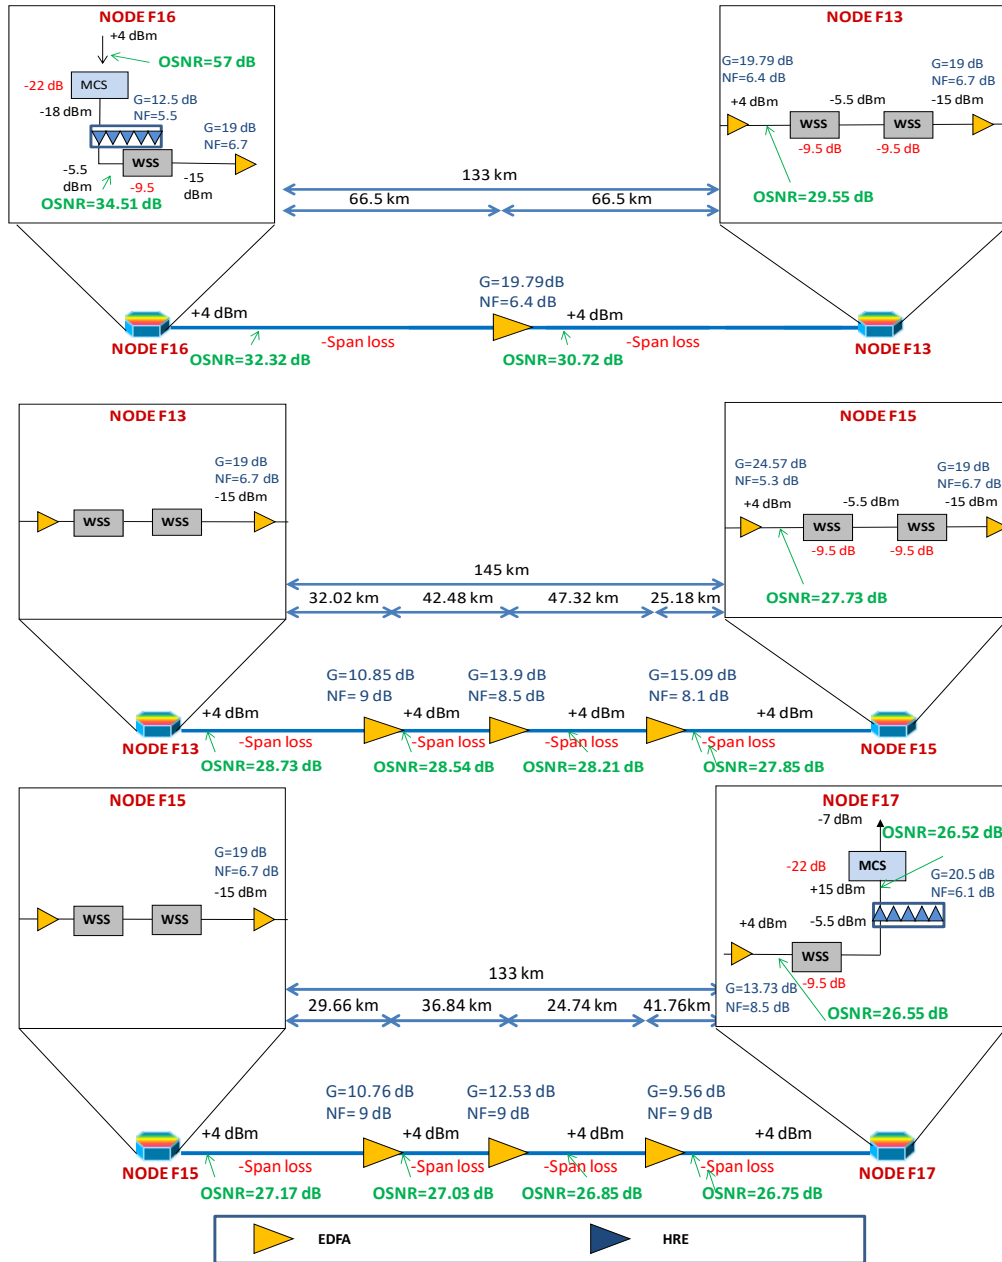 NODE F16
+4 dBm
OSNR=57 dB
-22 dB
MCS
-18 dBm
G=12.5 dB
NF=5.5
G=19 dB
NF=6.7
WSS
-5.5
dBm
-9.5
-15
dBm
OSNR=34.51 dB
NODE F13
G=19.79 dB
NF=6.4 dB
G=19 dB
NF=6.7 dB
+4 dBm
-5.5 dBm
-15 dBm
WSS
WSS
-9.5 dB
-9.5 dB
OSNR=29.55 dB
133 km
66.5 km
66.5 km
G=19.79dB
NF=6.4 dB
+4 dBm
+4 dBm
-Span loss
-Span loss
NODE F16
OSNR=32.32 dB
OSNR=30.72 dB
NODE F13
NODE F13
G=19 dB
NF=6.7 dB
-15 dBm
WSS
WSS
NODE F15
G=24.57 dB
NF=5.3 dB
G=19 dB
NF=6.7 dB
+4 dBm
-5.5 dBm
-15 dBm
WSS
WSS
-9.5 dB
-9.5 dB
OSNR=27.73 dB
145 km
32.02 km
42.48 km
47.32 km
25.18 km
G=10.85 dB
NF= 9 dB
G=13.9 dB
NF=8.5 dB
G=15.09 dB
NF= 8.1 dB
+4 dBm
+4 dBm
+4 dBm
+4 dBm
NODE F13
-Span loss
-Span loss
-Span loss
-Span loss
NODE F15
OSNR=28.73 dB
OSNR=28.54 dB
OSNR=28.21 dB
OSNR=27.85 dB
NODE F15
G=19 dB
NF=6.7 dB
-15 dBm
WSS
WSS
NODE F17
-7 dBm
OSNR=26.52 dB
-22 dB
MCS
+15 dBm
G=20.5 dB
NF=6.1 dB
-5.5 dBm
+4 dBm
WSS
-9.5 dB
G=13.73 dB
NF=8.5 dB
OSNR=26.55 dB
133 km
29.66 km
36.84 km
24.74 km
41.76km
G=10.76 dB
NF= 9 dB
G=12.53 dB
NF= 9 dB
G=9.56 dB
NF= 9 dB
+4 dBm
+4 dBm
+4 dBm
+4 dBm
NODE F15
-Span loss
-Span loss
-Span loss
-Span loss
NODE F17
OSNR=27.17 dB
OSNR=27.03 dB
OSNR=26.85 dB
OSNR=26.75 dB
EDFA
HRE